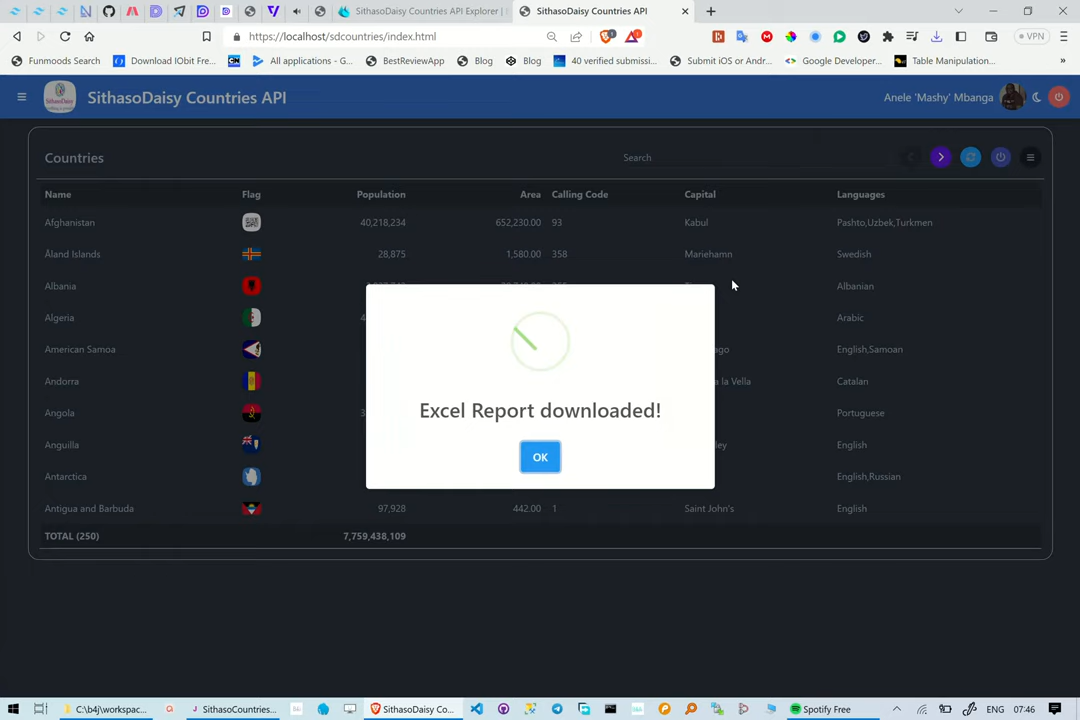 SithasoDaisy Countries API Explorer |
SithasoDaisy Countries API
https://localhost/sdcountries/index.html
VPN
Funmoods Search
Download IObit Fre...
All applications - G...
BestReviewApp
Blog
Blog
40 verified submissi...
Submit iOS or Andr...
Google Developer...
Table Manipulation...
SithasoDaisy Countries API
Anele 'Mashy' Mbanga
Countries
Search
Name Flag Population Area Calling Code Capital Languages
Afghanistan 40,218,234 652,230.00 93 Kabul Pashto,Uzbek,Turkmen
Åland Islands 28,875 1,580.00 358 Mariehamn Swedish
Albania Albanian
Algeria Arabic
American Samoa English,Samoan
Andorra a la Vella Catalan
Angola Portuguese
Anguilla English
Antarctica English,Russian
Antigua and Barbuda 97,928 442.00 1 Saint John's English
TOTAL (250) 7,759,438,109
Excel Report downloaded!
OK
C:\b4j\workspac...
SithasoCountries...
SithasoDaisy Co...
Spotify Free
ENG
07:46